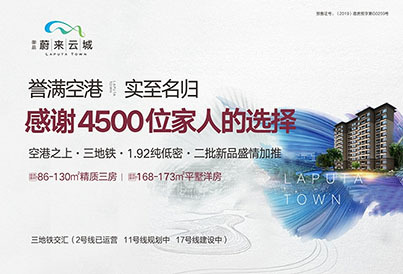 蔚来云城
LAPUTA TOWN
誉满空港 实至名归
感谢4500位家人的选择
空港之上·三地铁·1.92纯低密·二批新品盛情加推
86-130㎡精质三房 168-173㎡平墅洋房
LAPUTA
TOWN
三地铁交汇（2号线已运营 11号线规划中 17号线建设中）